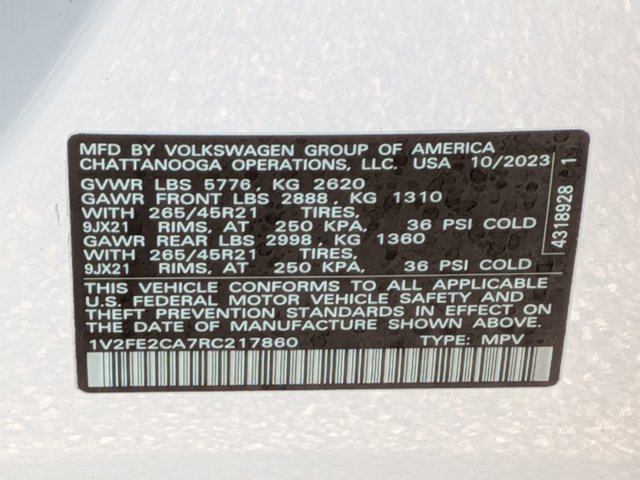 MFD BY VOLKSWAGEN GROUP OF AMERICA
CHATTANOOGA OPERATIONS, LLC. USA 10/2023
GVWR LBS 5776 , KG 2620
GAWR FRONT LBS 2888 , KG 1310
WITH 265/45R21 TIRES,
9JX21 RIMS, AT 250 KPA, 36 PSI COLD
GAWR REAR LBS 2998 , KG 1360
WITH 265/45R21 TIRES,
9JX21 RIMS, AT 250 KPA, 36 PSI COLD
THIS VEHICLE CONFORMS TO ALL APPLICABLE
U.S. FEDERAL MOTOR VEHICLE SAFETY AND
THEFT PREVENTION STANDARDS IN EFFECT ON
THE DATE OF MANUFACTURE SHOWN ABOVE.
1V2FE2CA7RC217860 TYPE: MPV
4318928 1